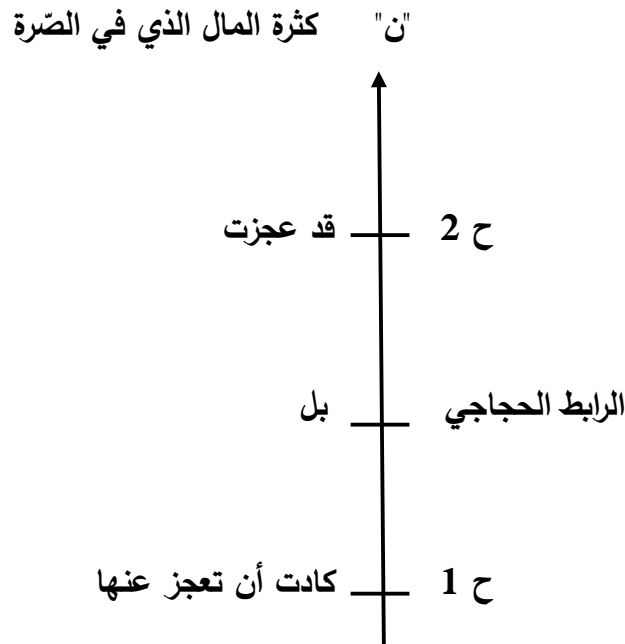 "ن" كثرة المال الذي في الصّرة
ح 2 قد عجزت
الرابط الحجاجي بل
ح 1 كادت أن تعجز عنها